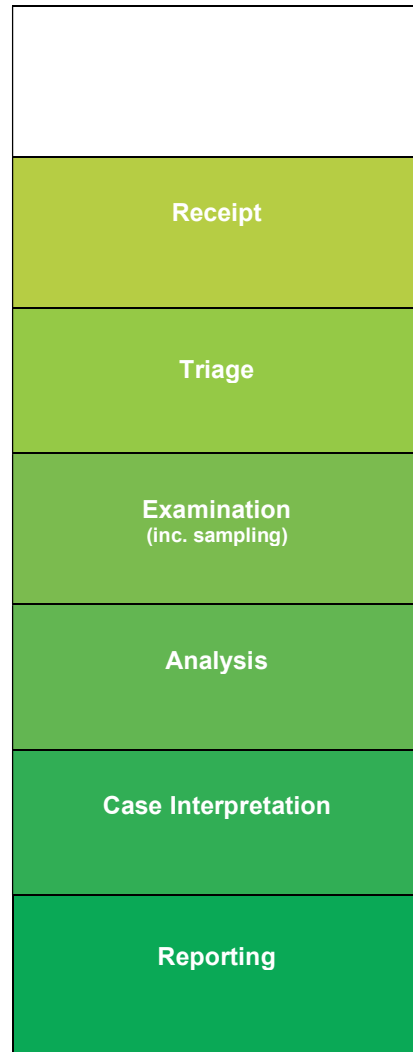 Receipt
Triage
Examination
(inc. sampling)
Analysis
Case Interpretation
Reporting